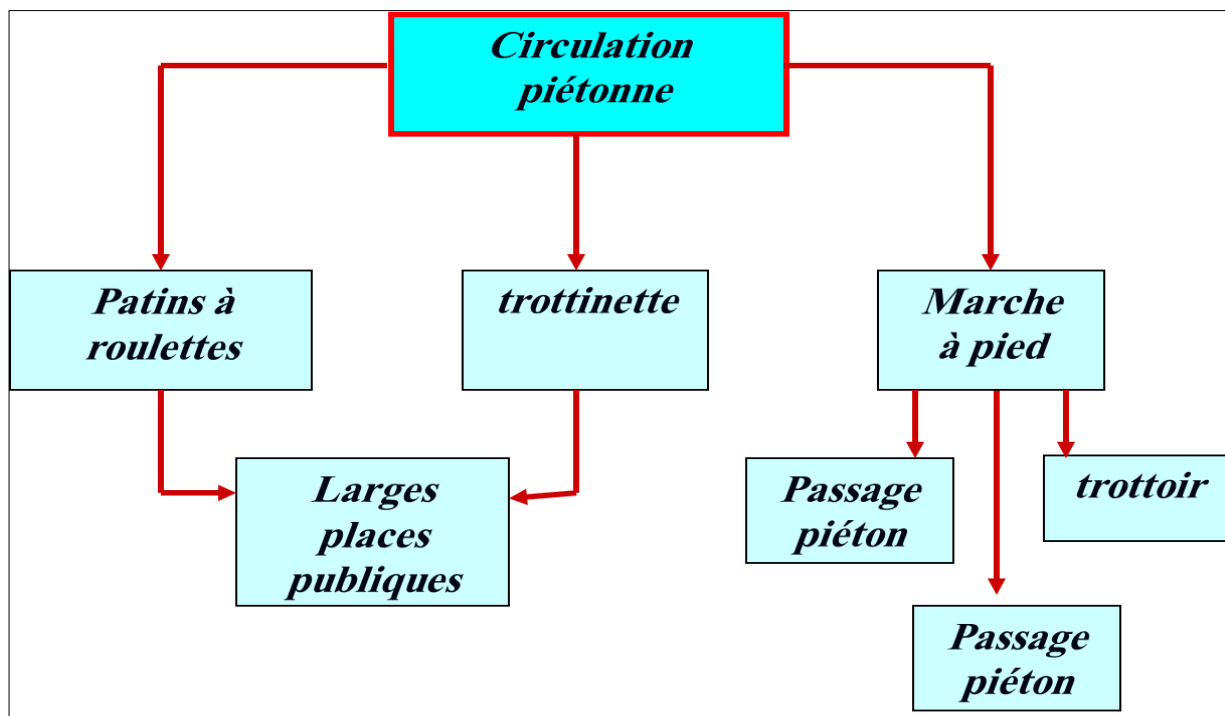 Circulation
piétonne
Patins à
roulettes
trottinette
Marche
à pied
Larges
places
publiques
Passage
piéton
trottoir
Passage
piéton